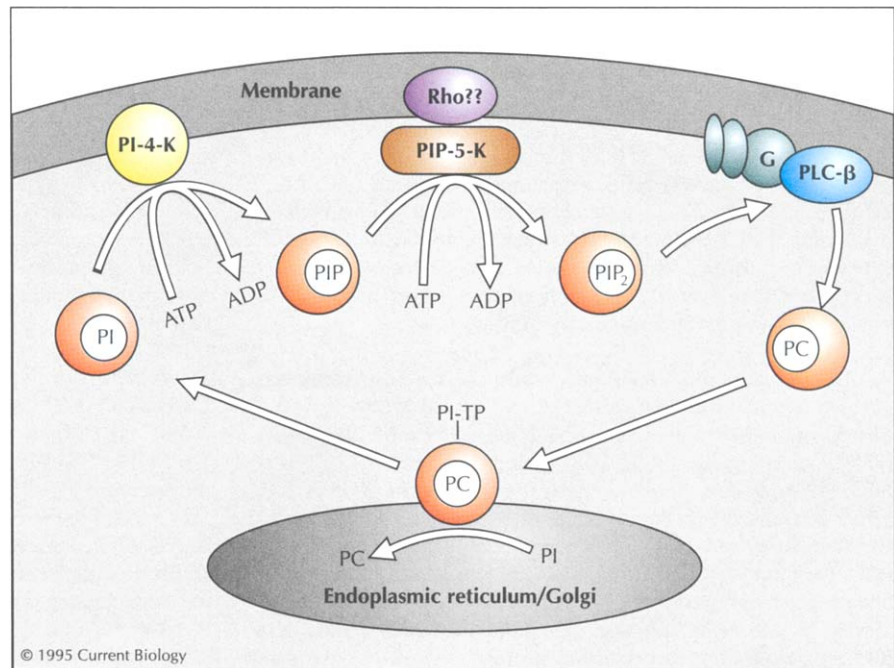 Membrane
Rho??
PI-4-K
PIP-5-K
G
PLC-β
PIP
PIP₂
ATP
ADP
ATP
ADP
PI
PC
PI-TP
PC
PC
PI
Endoplasmic reticulum/Golgi
© 1995 Current Biology